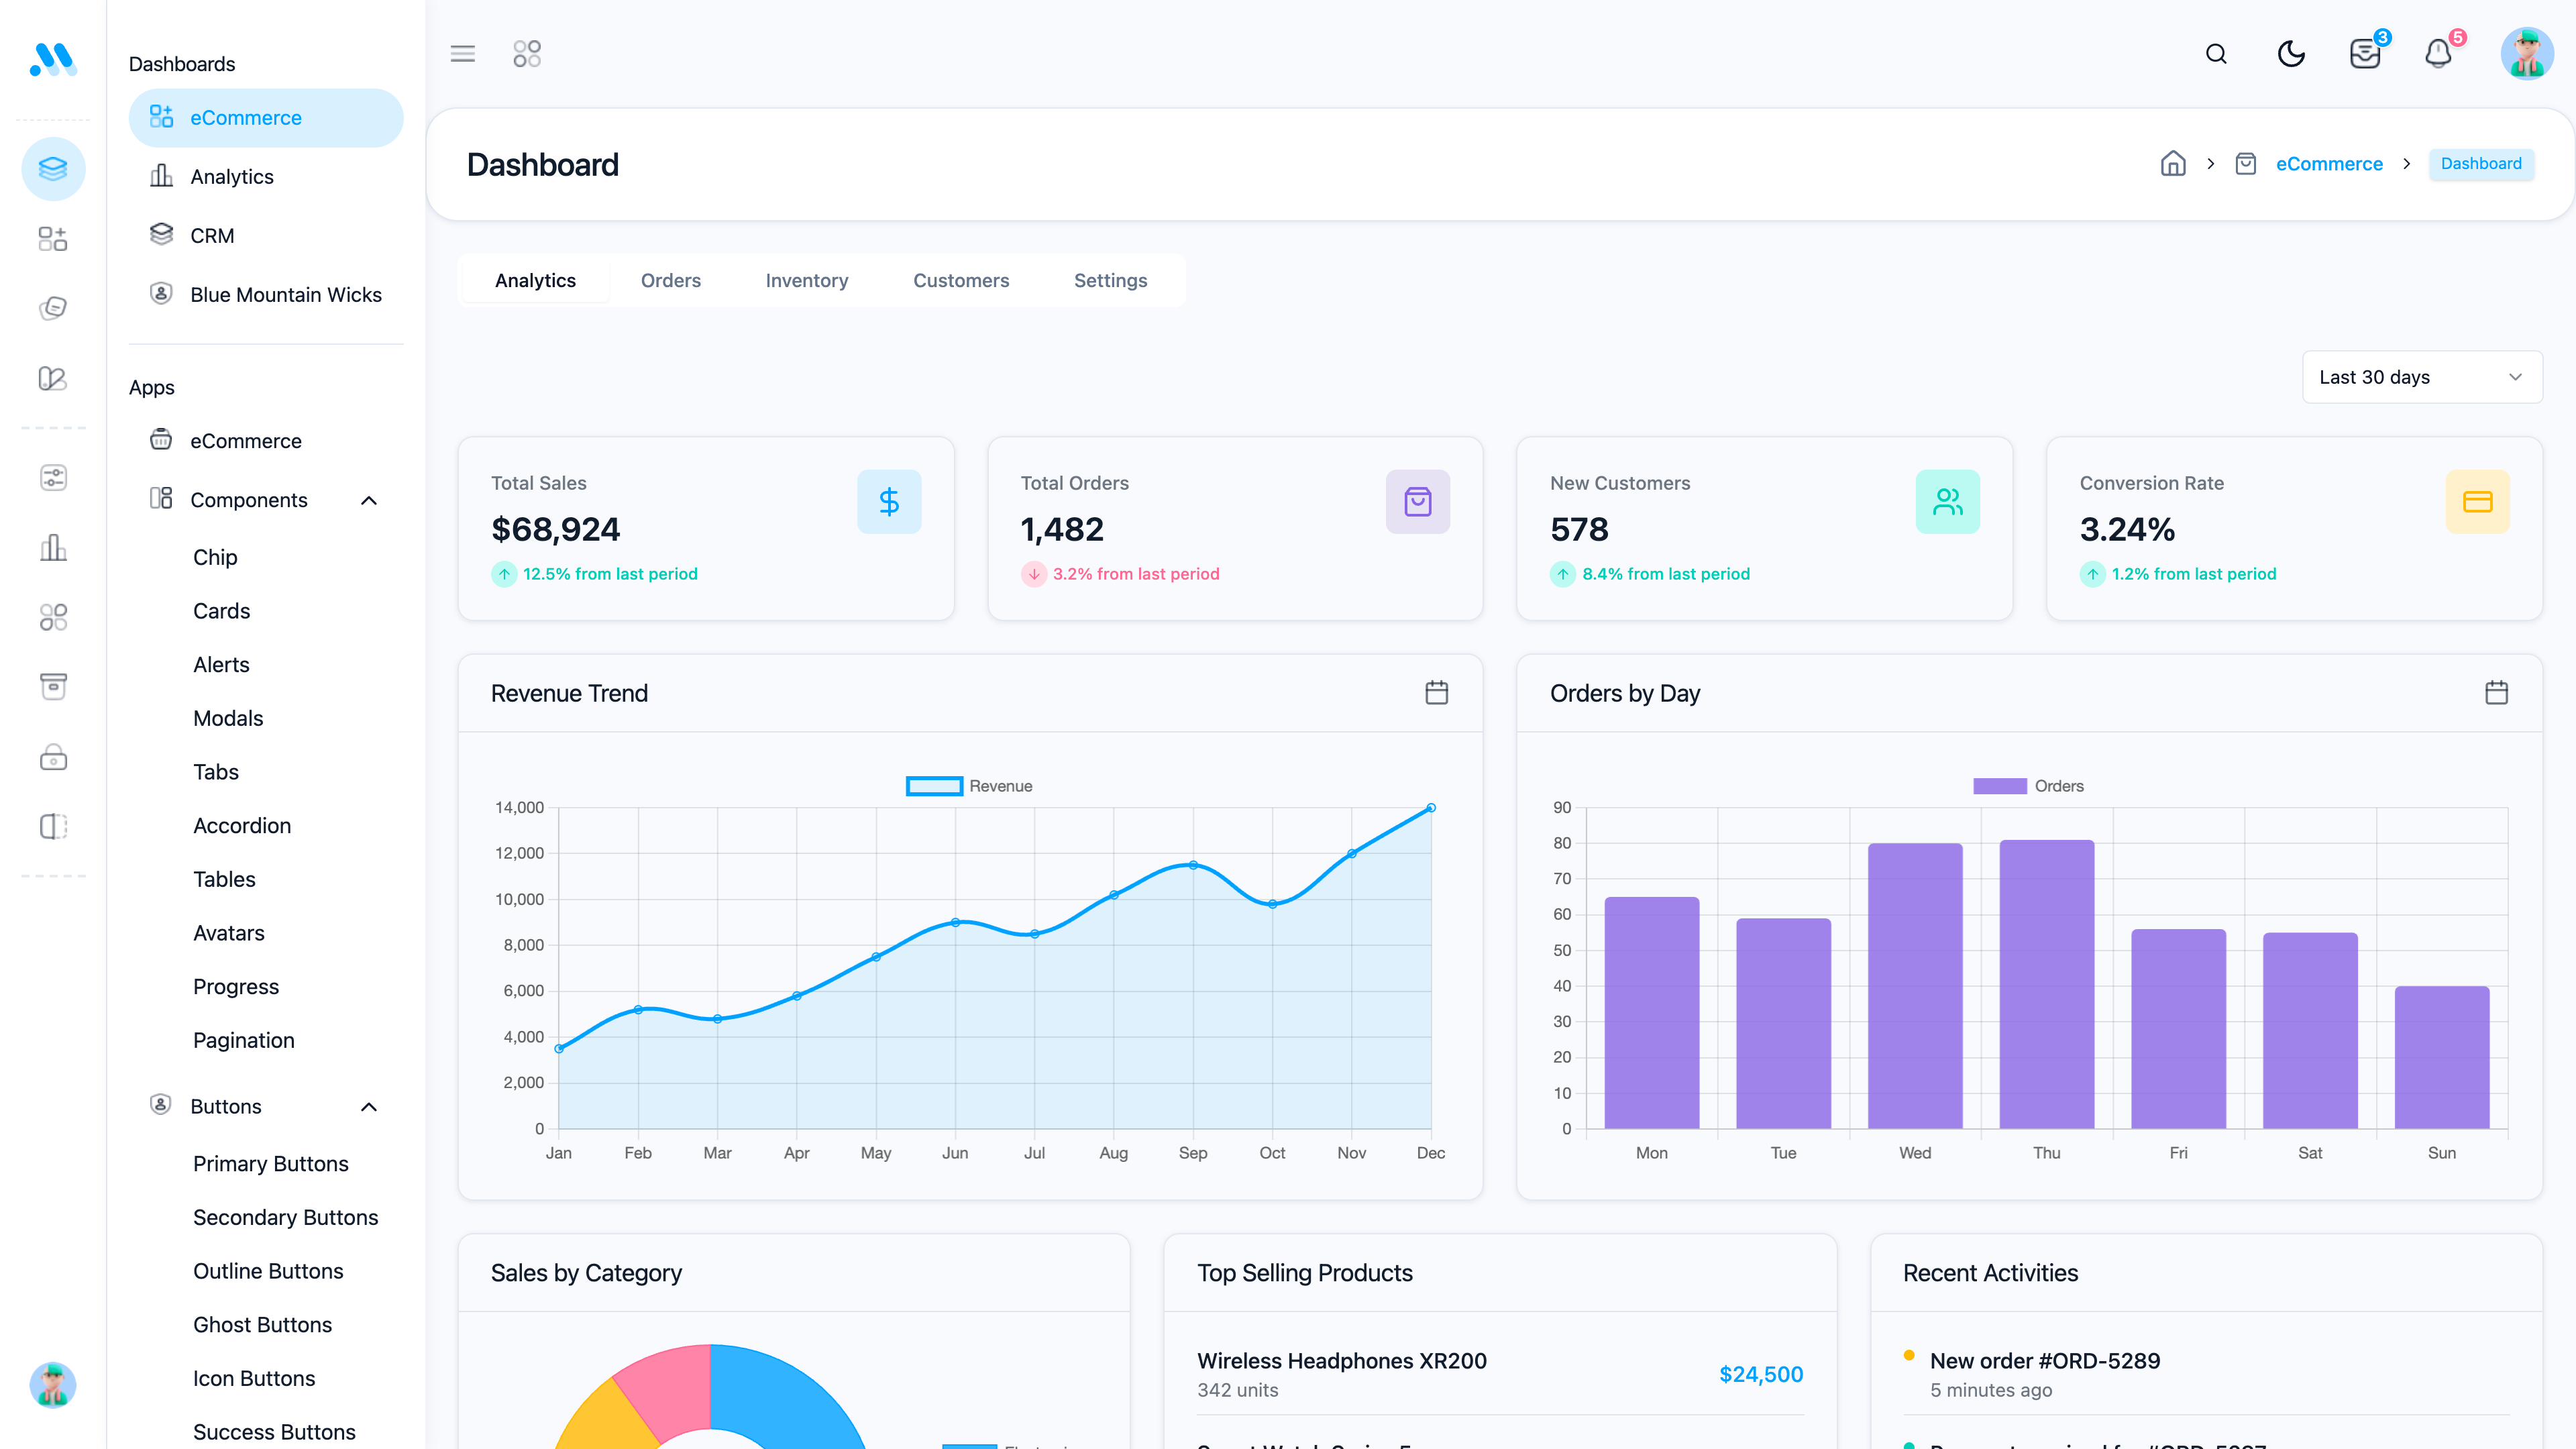 Dashboards
eCommerce
Analytics
CRM
Blue Mountain Wicks
Apps
eCommerce
Components
Chip
Cards
Alerts
Modals
Tabs
Accordion
Tables
Avatars
Progress
Pagination
Buttons
Primary Buttons
Secondary Buttons
Outline Buttons
Ghost Buttons
Icon Buttons
Success Buttons
3
5
Dashboard
eCommerce
Dashboard
Analytics
Orders
Inventory
Customers
Settings
Last 30 days
Total Sales
$68,924
12.5% from last period
Total Orders
1,482
3.2% from last period
New Customers
578
8.4% from last period
Conversion Rate
3.24%
1.2% from last period
Revenue Trend
Revenue
14,000
12,000
10,000
8,000
6,000
4,000
2,000
0
Jan Feb Mar Apr May Jun Jul Aug Sep Oct Nov Dec
Orders by Day
Orders
90
80
70
60
50
40
30
20
10
0
Mon Tue Wed Thu Fri Sat Sun
Sales by Category
Top Selling Products
Wireless Headphones XR200
342 units
$24,500
Recent Activities
New order #ORD-5289
5 minutes ago